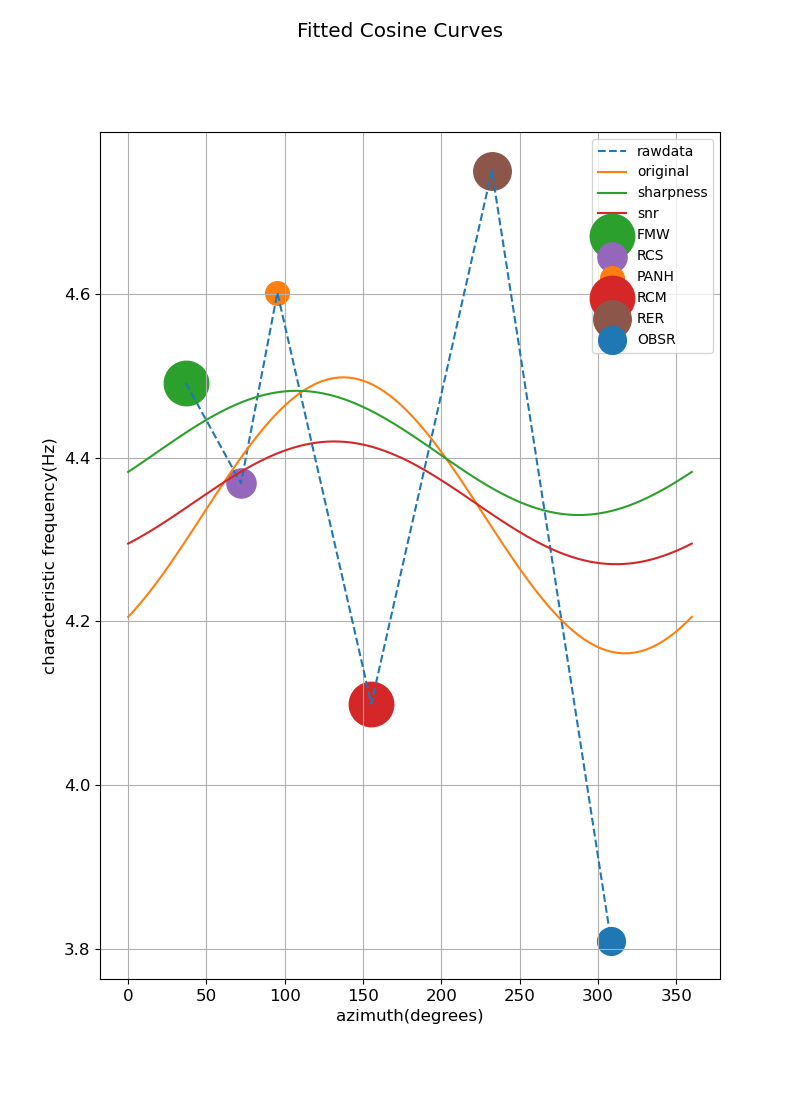 Fitted Cosine Curves
rawdata
original
sharpness
snr
FMW
RCS
PANH
RCM
RER
OBSR
characteristic frequency(Hz)
4.6
4.4
4.2
4.0
3.8
0 50 100 150 200 250 300 350
azimuth(degrees)